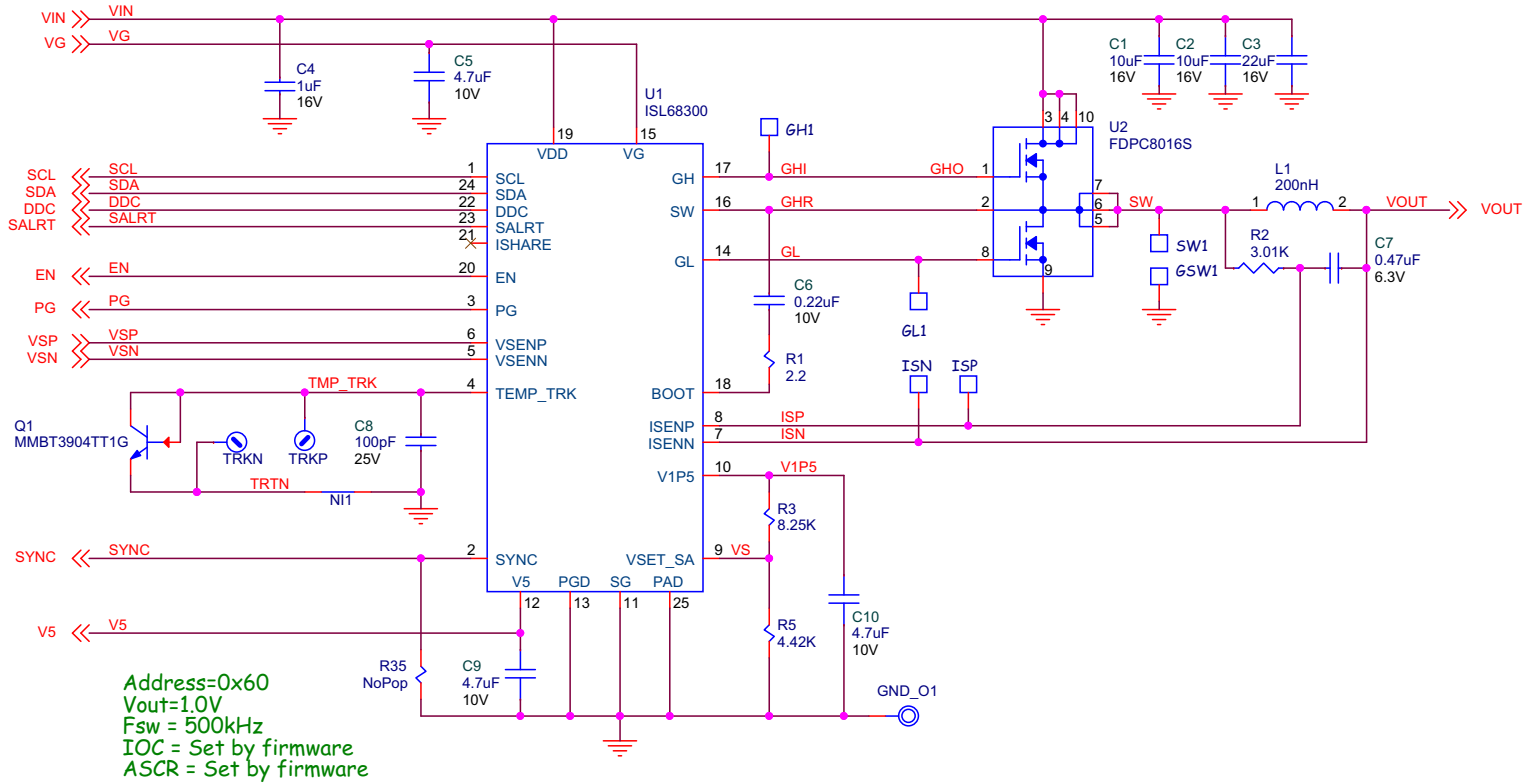 VIN VIN
VG VG
C4
1uF
16V
C5
4.7uF
10V
C1
10uF
16V
C2
10uF
16V
C3
22uF
16V
U1
ISL68300
19
VDD
15
VG
GH1
3 4 10
U2
FDPC8016S
SCL SCL 1 SCL
SDA SDA 24 SDA
DDC DDC 22 DDC
SALRT SALRT 23 SALRT
21 ISHARE
EN EN 20 EN
PG PG 3 PG
VSP VSP 6 VSENP
VSN VSN 5 VSENN
TMP_TRK 4 TEMP_TRK
GH 17 GHI GHO 1
SW 16 GHR 2
GL 14 GL 8
7
6
5
9
SW
L1
200nH
1 2
VOUT VOUT
SW1
GSW1
R2
3.01K
C7
0.47uF
6.3V
C6
0.22uF
10V
R1
2.2
GL1
ISN ISP
BOOT 18
ISENP 8 ISP
ISENN 7 ISN
V1P5 10 V1P5
Q1
MMBT3904TT1G
TRKN
TRKP
C8
100pF
25V
TRTN
NI1
R3
8.25K
SYNC SYNC 2 SYNC
VSET_SA 9 VS
V5 PGD SG PAD
12 13 11 25
V5 V5
R35
NoPop
C9
4.7uF
10V
R5
4.42K
C10
4.7uF
10V
GND_O1
Address=0x60
Vout=1.0V
Fsw = 500kHz
IOC = Set by firmware
ASCR = Set by firmware